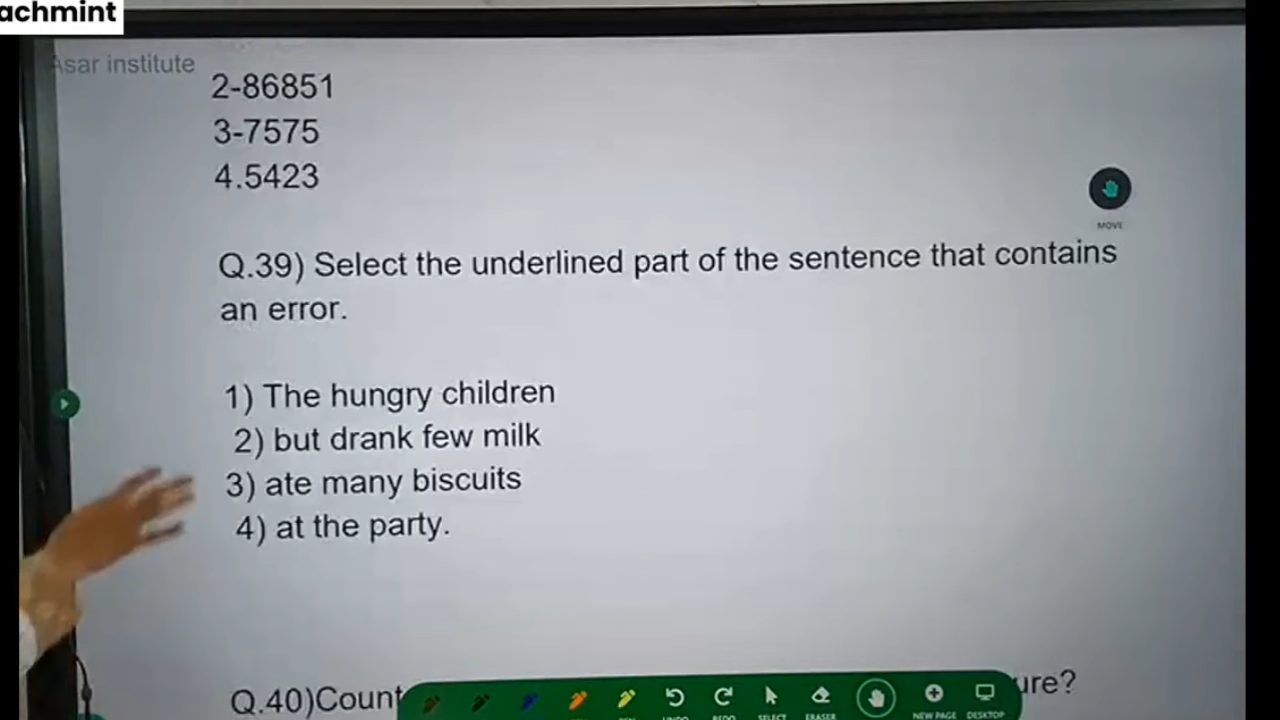 achmint
Asar institute
2-86851
3-7575
4.5423
MOVE
Q.39) Select the underlined part of the sentence that contains
an error.
1) The hungry children
2) but drank few milk
3) ate many biscuits
4) at the party.
Q.40)Count ure?
UNDO REDO SELECT ERASER NEW PAGE DESKTOP